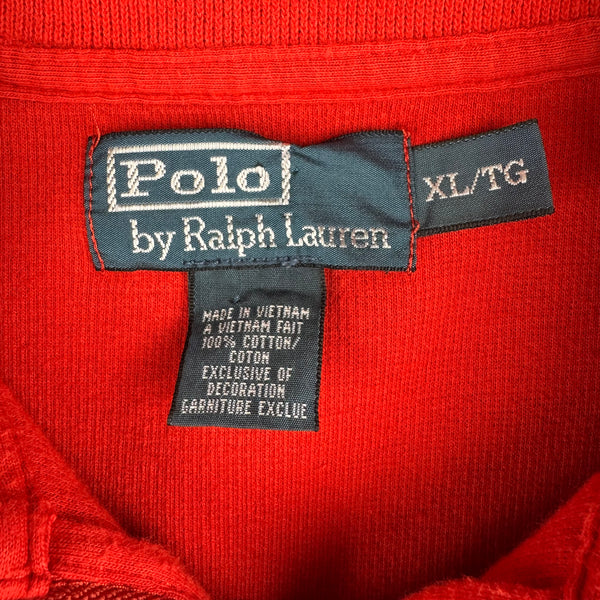 Polo
by Ralph Lauren
XL/TG
MADE IN VIETNAM
A VIETNAM FAIT
100% COTTON/
COTON
EXCLUSIVE OF
DECORATION
GARNITURE EXCLUE